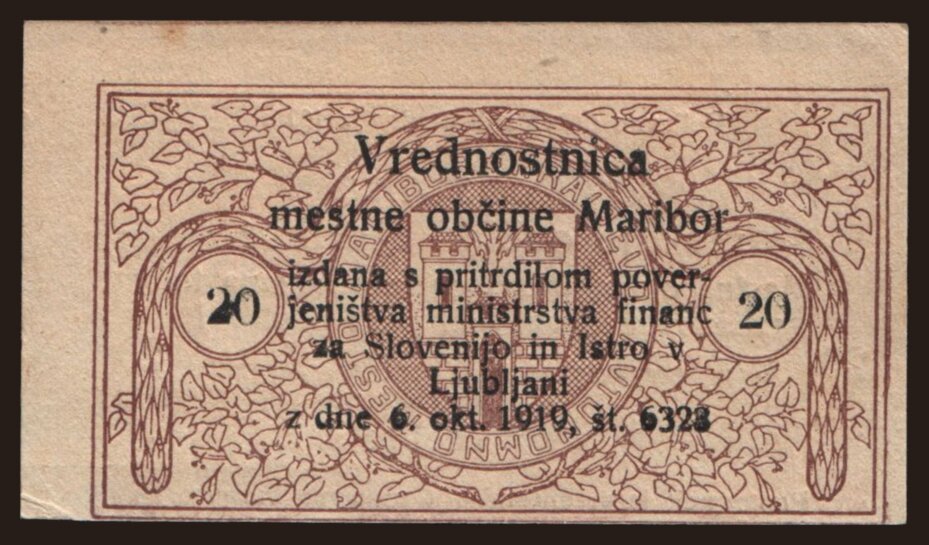 Vrednostnica
mestne občine Maribor
izdana s pritrdilom pover-
jeništva ministrstva financ
za Slovenijo in Istro v
Ljubljani
z dne 6. okt. 1919, št. 6323
20
20